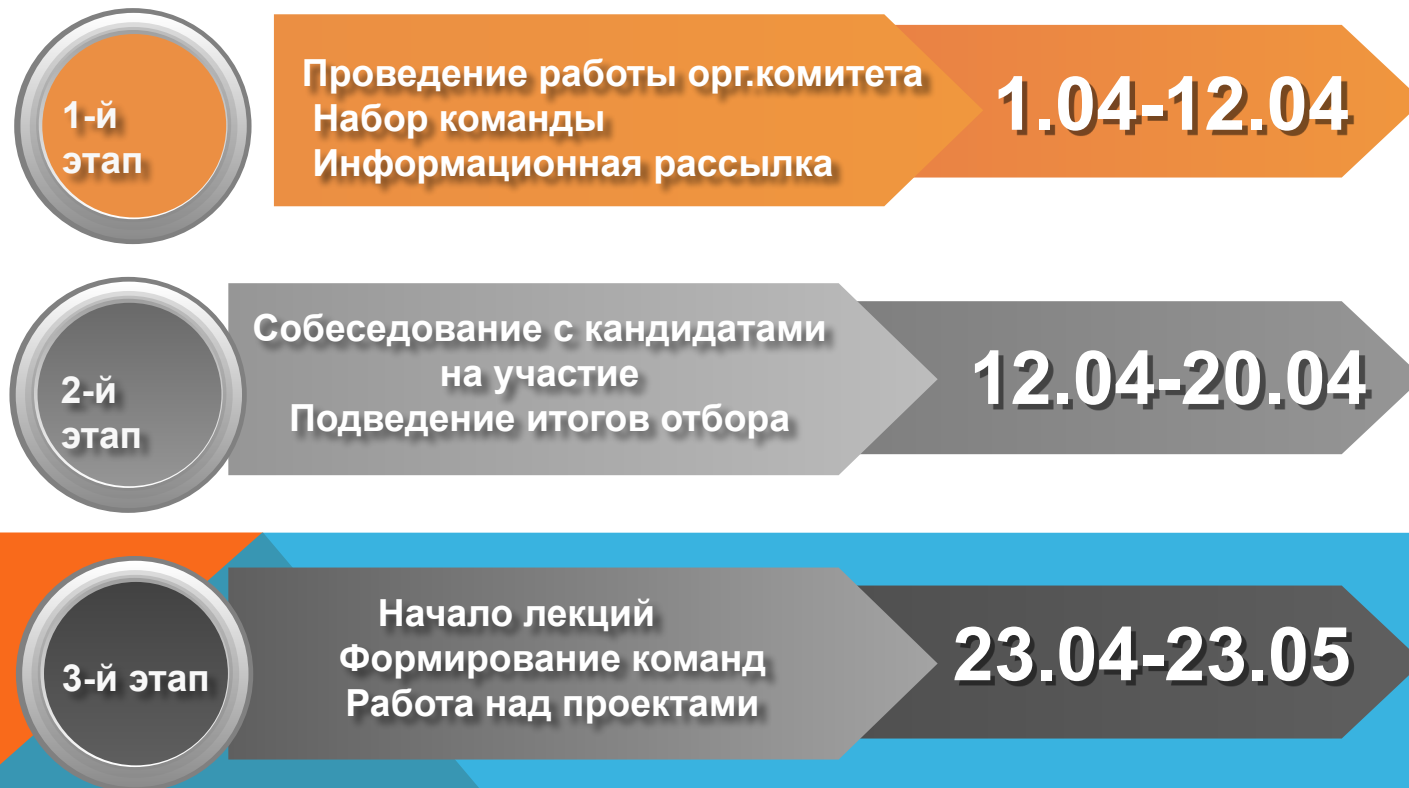 1-й
этап
Проведение работы орг.комитета
Набор команды
Информационная рассылка
1.04-12.04
2-й
этап
Собеседование с кандидатами
на участие
Подведение итогов отбора
12.04-20.04
3-й этап
Начало лекций
Формирование команд
Работа над проектами
23.04-23.05